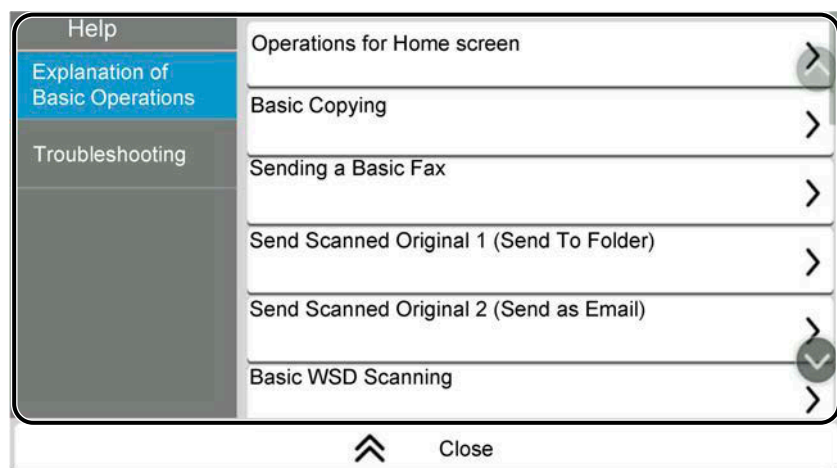 Help
Explanation of
Basic Operations
Troubleshooting
Operations for Home screen
Basic Copying
Sending a Basic Fax
Send Scanned Original 1 (Send To Folder)
Send Scanned Original 2 (Send as Email)
Basic WSD Scanning
Close